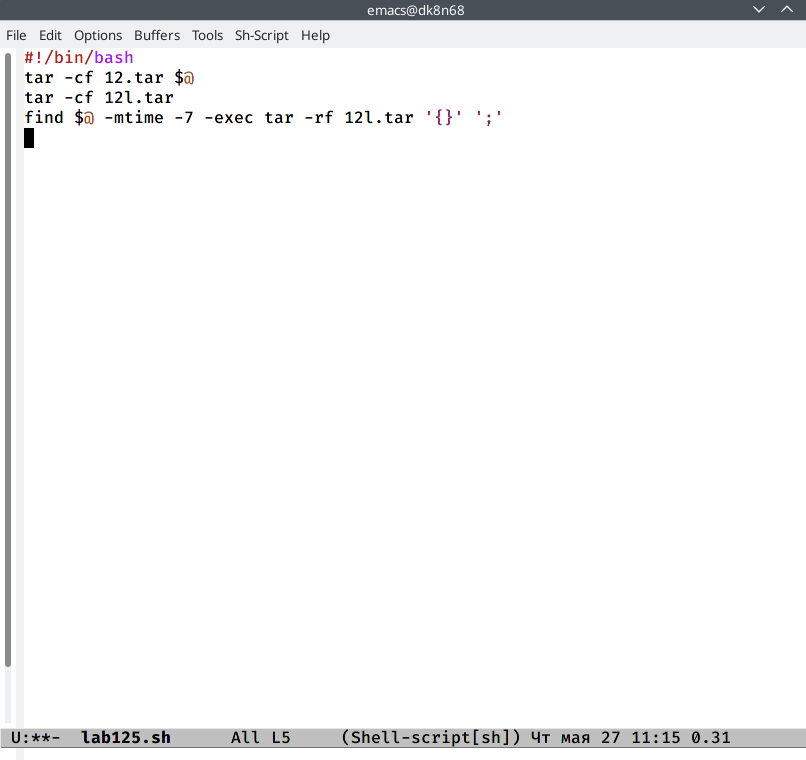 emacs@dk8n68
File Edit Options Buffers Tools Sh-Script Help
#!/bin/bash
tar -cf 12.tar $@
tar -cf 12l.tar
find $@ -mtime -7 -exec tar -rf 12l.tar '{}' ';'
U:**- lab125.sh All L5 (Shell-script[sh]) Чт мая 27 11:15 0.31